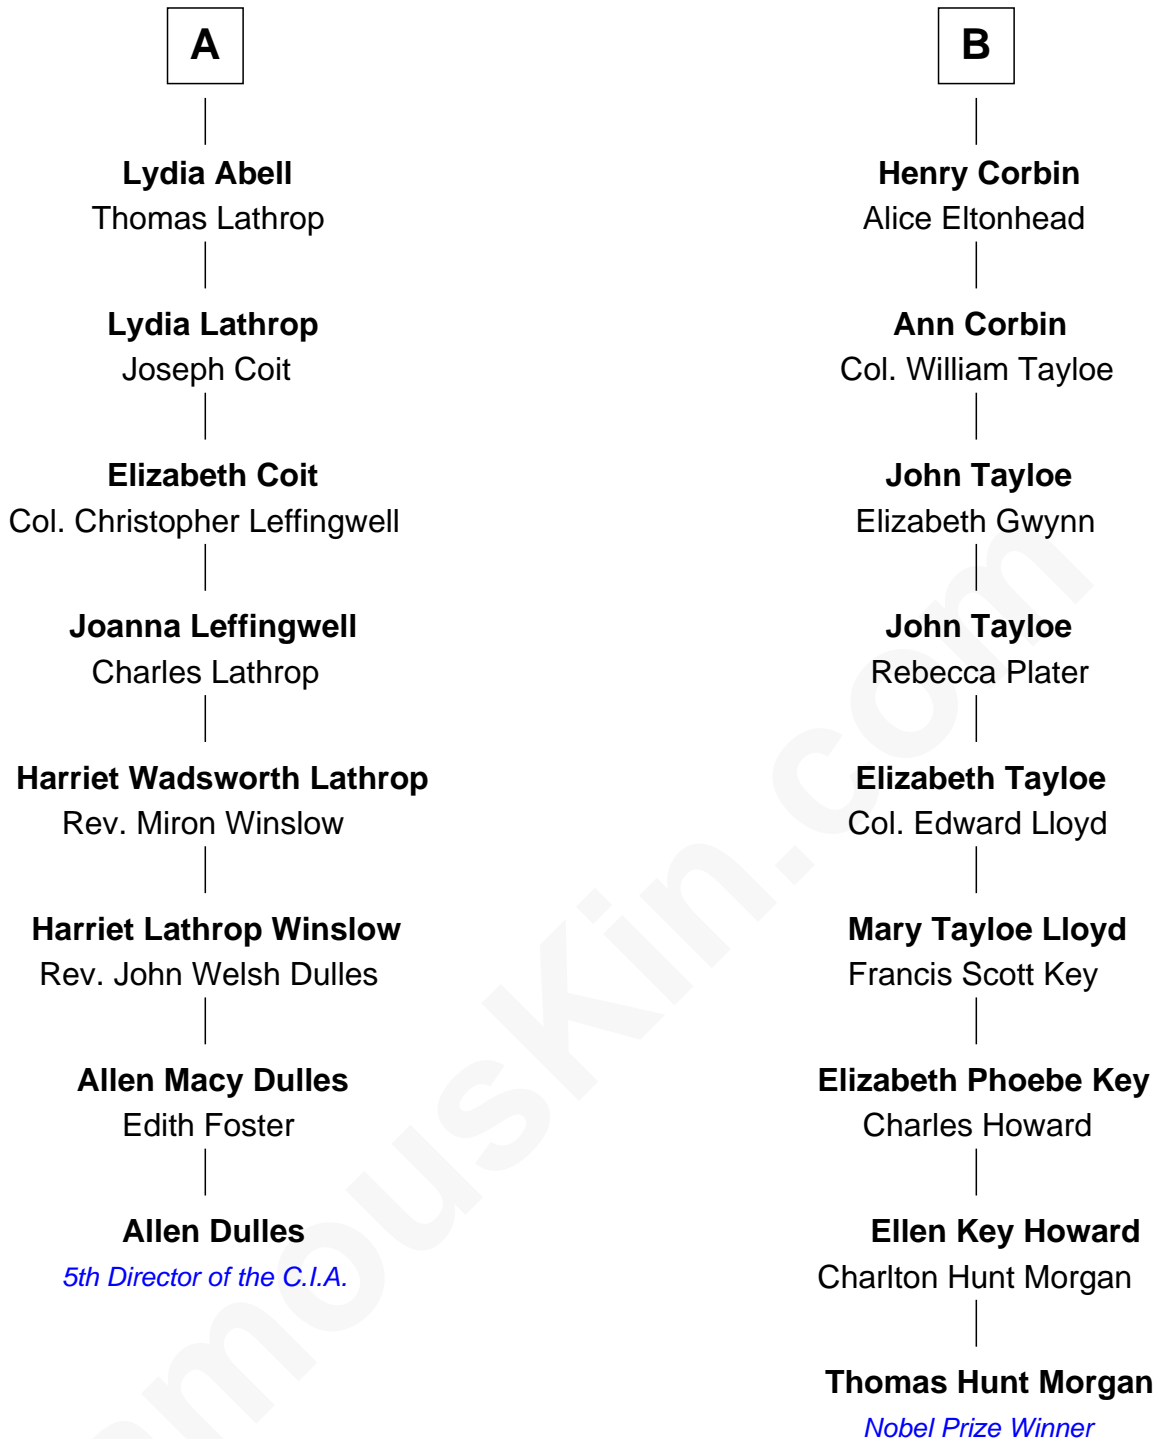 A
Lydia Abell
Thomas Lathrop
Lydia Lathrop
Joseph Coit
Elizabeth Coit
Col. Christopher Leffingwell
Joanna Leffingwell
Charles Lathrop
Harriet Wadsworth Lathrop
Rev. Miron Winslow
Harriet Lathrop Winslow
Rev. John Welsh Dulles
Allen Macy Dulles
Edith Foster
Allen Dulles
5th Director of the C.I.A.
B
Henry Corbin
Alice Eltonhead
Ann Corbin
Col. William Tayloe
John Tayloe
Elizabeth Gwynn
John Tayloe
Rebecca Plater
Elizabeth Tayloe
Col. Edward Lloyd
Mary Tayloe Lloyd
Francis Scott Key
Elizabeth Phoebe Key
Charles Howard
Ellen Key Howard
Charlton Hunt Morgan
Thomas Hunt Morgan
Nobel Prize Winner